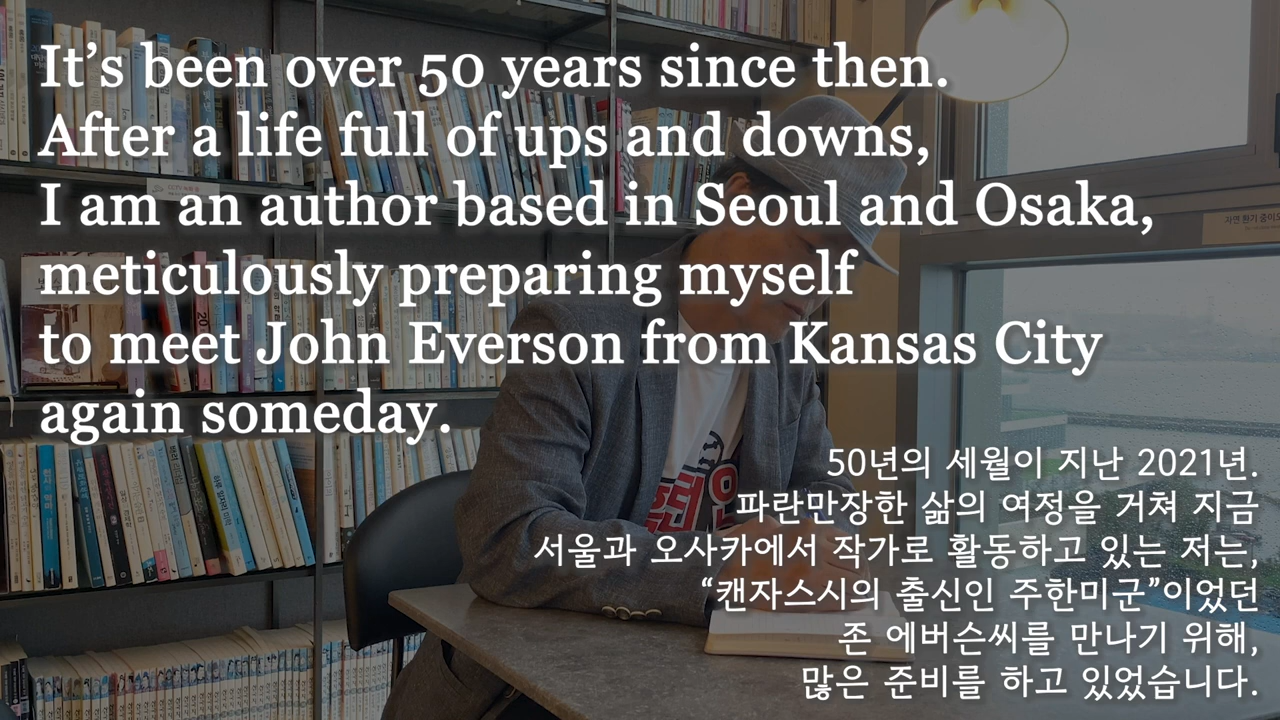 It’s been over 50 years since then.
After a life full of ups and downs,
I am an author based in Seoul and Osaka,
meticulously preparing myself
to meet John Everson from Kansas City
again someday.
50년의 세월이 지난 2021년.
파란만장한 삶의 여정을 거쳐 지금
서울과 오사카에서 작가로 활동하고 있는 저는,
“캔자스시의 출신인 주한미군”이었던
존 에버슨씨를 만나기 위해,
많은 준비를 하고 있었습니다.